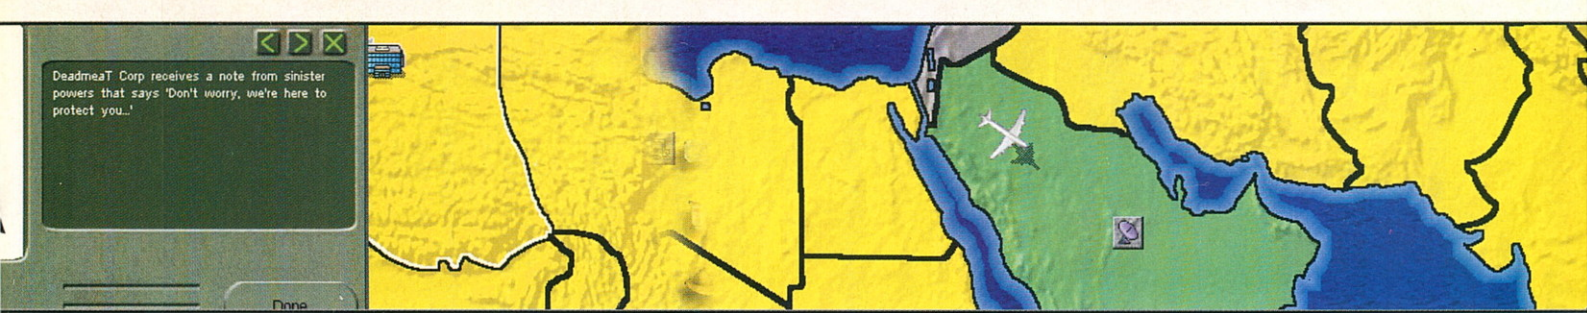 DeadmeaT Corp receives a note from sinister
powers that says 'Don't worry, we're here to
protect you...'
Done